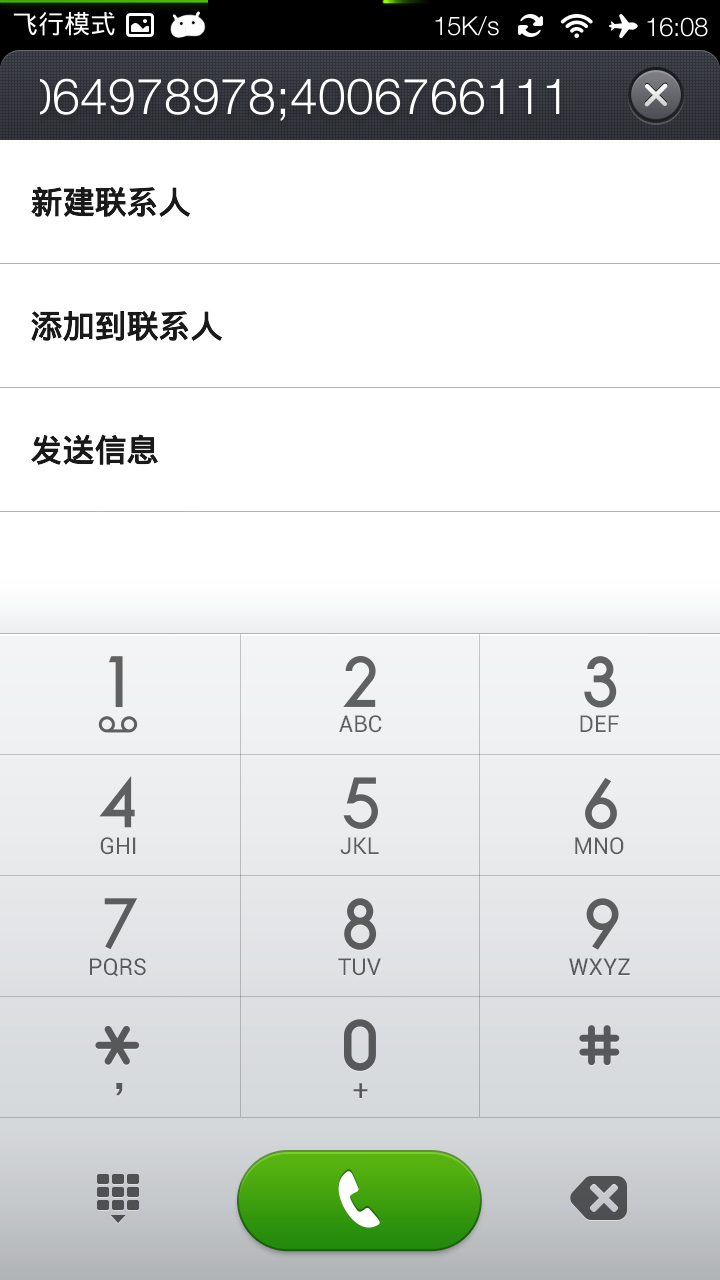 飞行模式 15K/s 16:08
064978978;4006766111
新建联系人
添加到联系人
发送信息
1 2 3
ABC DEF
4 5 6
GHI JKL MNO
7 8 9
PQRS TUV WXYZ
* 0 #
, +